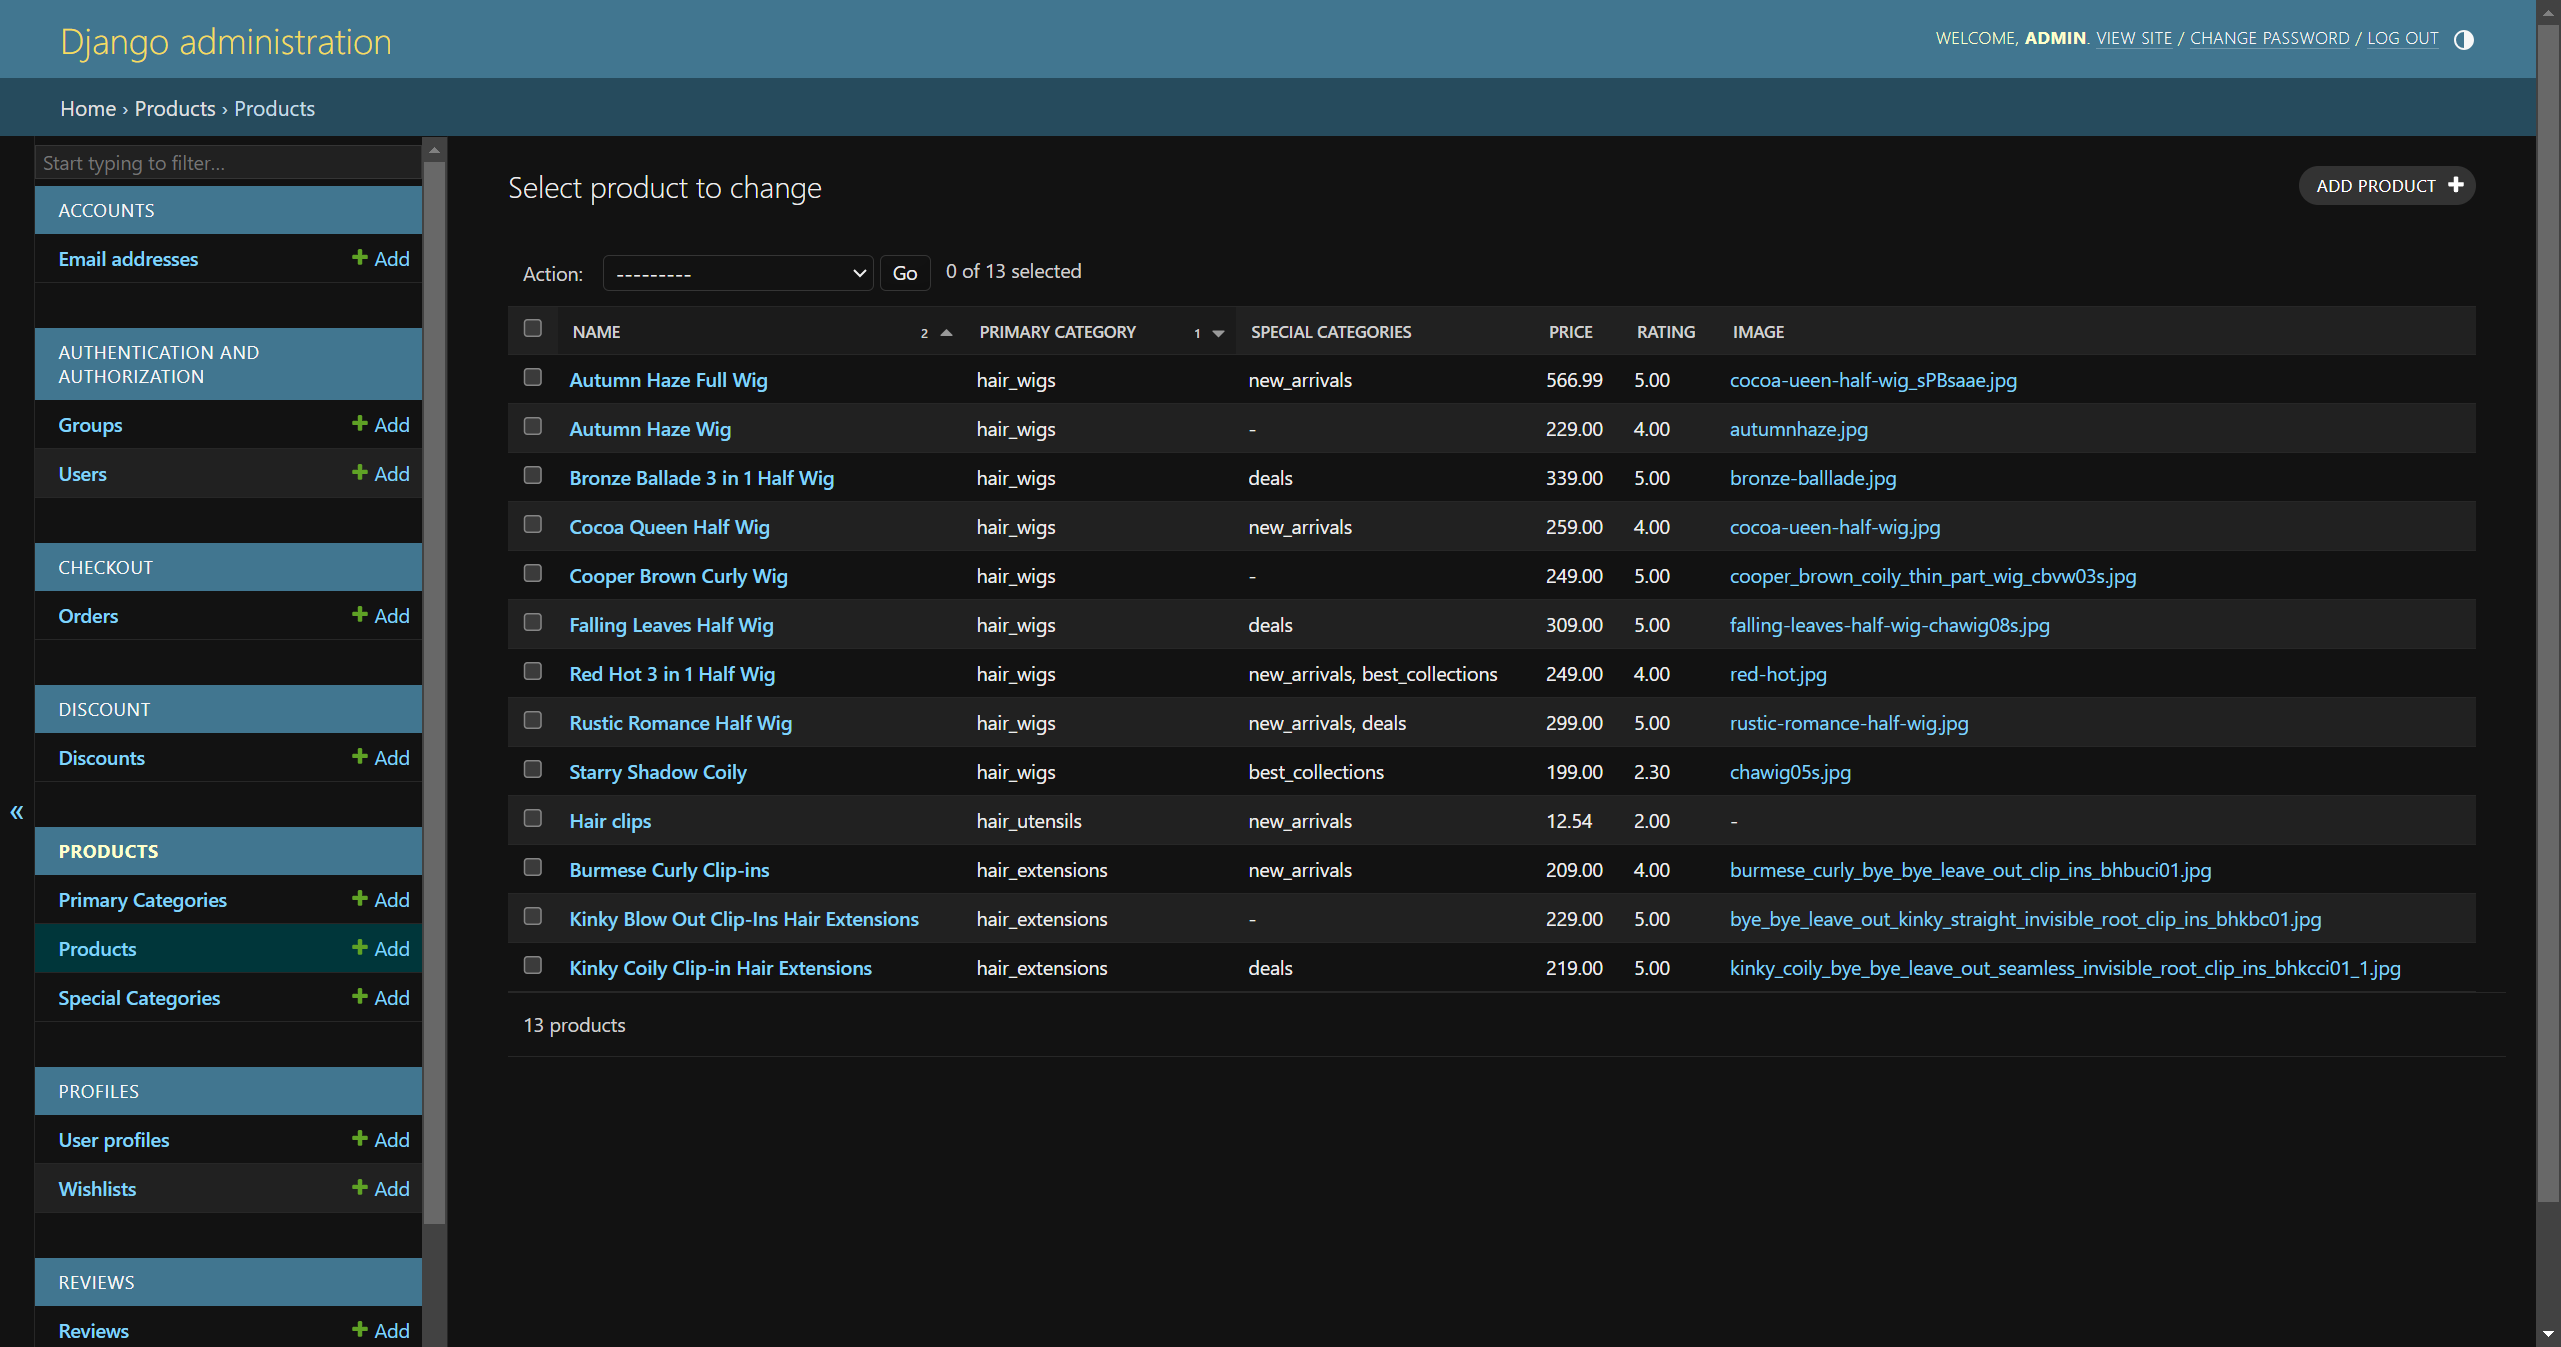 Django administration
WELCOME, ADMIN. VIEW SITE / CHANGE PASSWORD / LOG OUT
Home › Products › Products
Start typing to filter...
ACCOUNTS
Email addresses Add
AUTHENTICATION AND
AUTHORIZATION
Groups Add
Users Add
CHECKOUT
Orders Add
DISCOUNT
Discounts Add
«
PRODUCTS
Primary Categories Add
Products Add
Special Categories Add
PROFILES
User profiles Add
Wishlists Add
REVIEWS
Reviews Add
Select product to change
ADD PRODUCT
Action: --------- Go 0 of 13 selected
NAME 2 PRIMARY CATEGORY 1 SPECIAL CATEGORIES PRICE RATING IMAGE
Autumn Haze Full Wig hair_wigs new_arrivals 566.99 5.00 cocoa-ueen-half-wig_sPBsaae.jpg
Autumn Haze Wig hair_wigs - 229.00 4.00 autumnhaze.jpg
Bronze Ballade 3 in 1 Half Wig hair_wigs deals 339.00 5.00 bronze-balllade.jpg
Cocoa Queen Half Wig hair_wigs new_arrivals 259.00 4.00 cocoa-ueen-half-wig.jpg
Cooper Brown Curly Wig hair_wigs - 249.00 5.00 cooper_brown_coily_thin_part_wig_cbvw03s.jpg
Falling Leaves Half Wig hair_wigs deals 309.00 5.00 falling-leaves-half-wig-chawig08s.jpg
Red Hot 3 in 1 Half Wig hair_wigs new_arrivals, best_collections 249.00 4.00 red-hot.jpg
Rustic Romance Half Wig hair_wigs new_arrivals, deals 299.00 5.00 rustic-romance-half-wig.jpg
Starry Shadow Coily hair_wigs best_collections 199.00 2.30 chawig05s.jpg
Hair clips hair_utensils new_arrivals 12.54 2.00 -
Burmese Curly Clip-ins hair_extensions new_arrivals 209.00 4.00 burmese_curly_bye_bye_leave_out_clip_ins_bhbuci01.jpg
Kinky Blow Out Clip-Ins Hair Extensions hair_extensions - 229.00 5.00 bye_bye_leave_out_kinky_straight_invisible_root_clip_ins_bhkbc01.jpg
Kinky Coily Clip-in Hair Extensions hair_extensions deals 219.00 5.00 kinky_coily_bye_bye_leave_out_seamless_invisible_root_clip_ins_bhkcci01_1.jpg
13 products